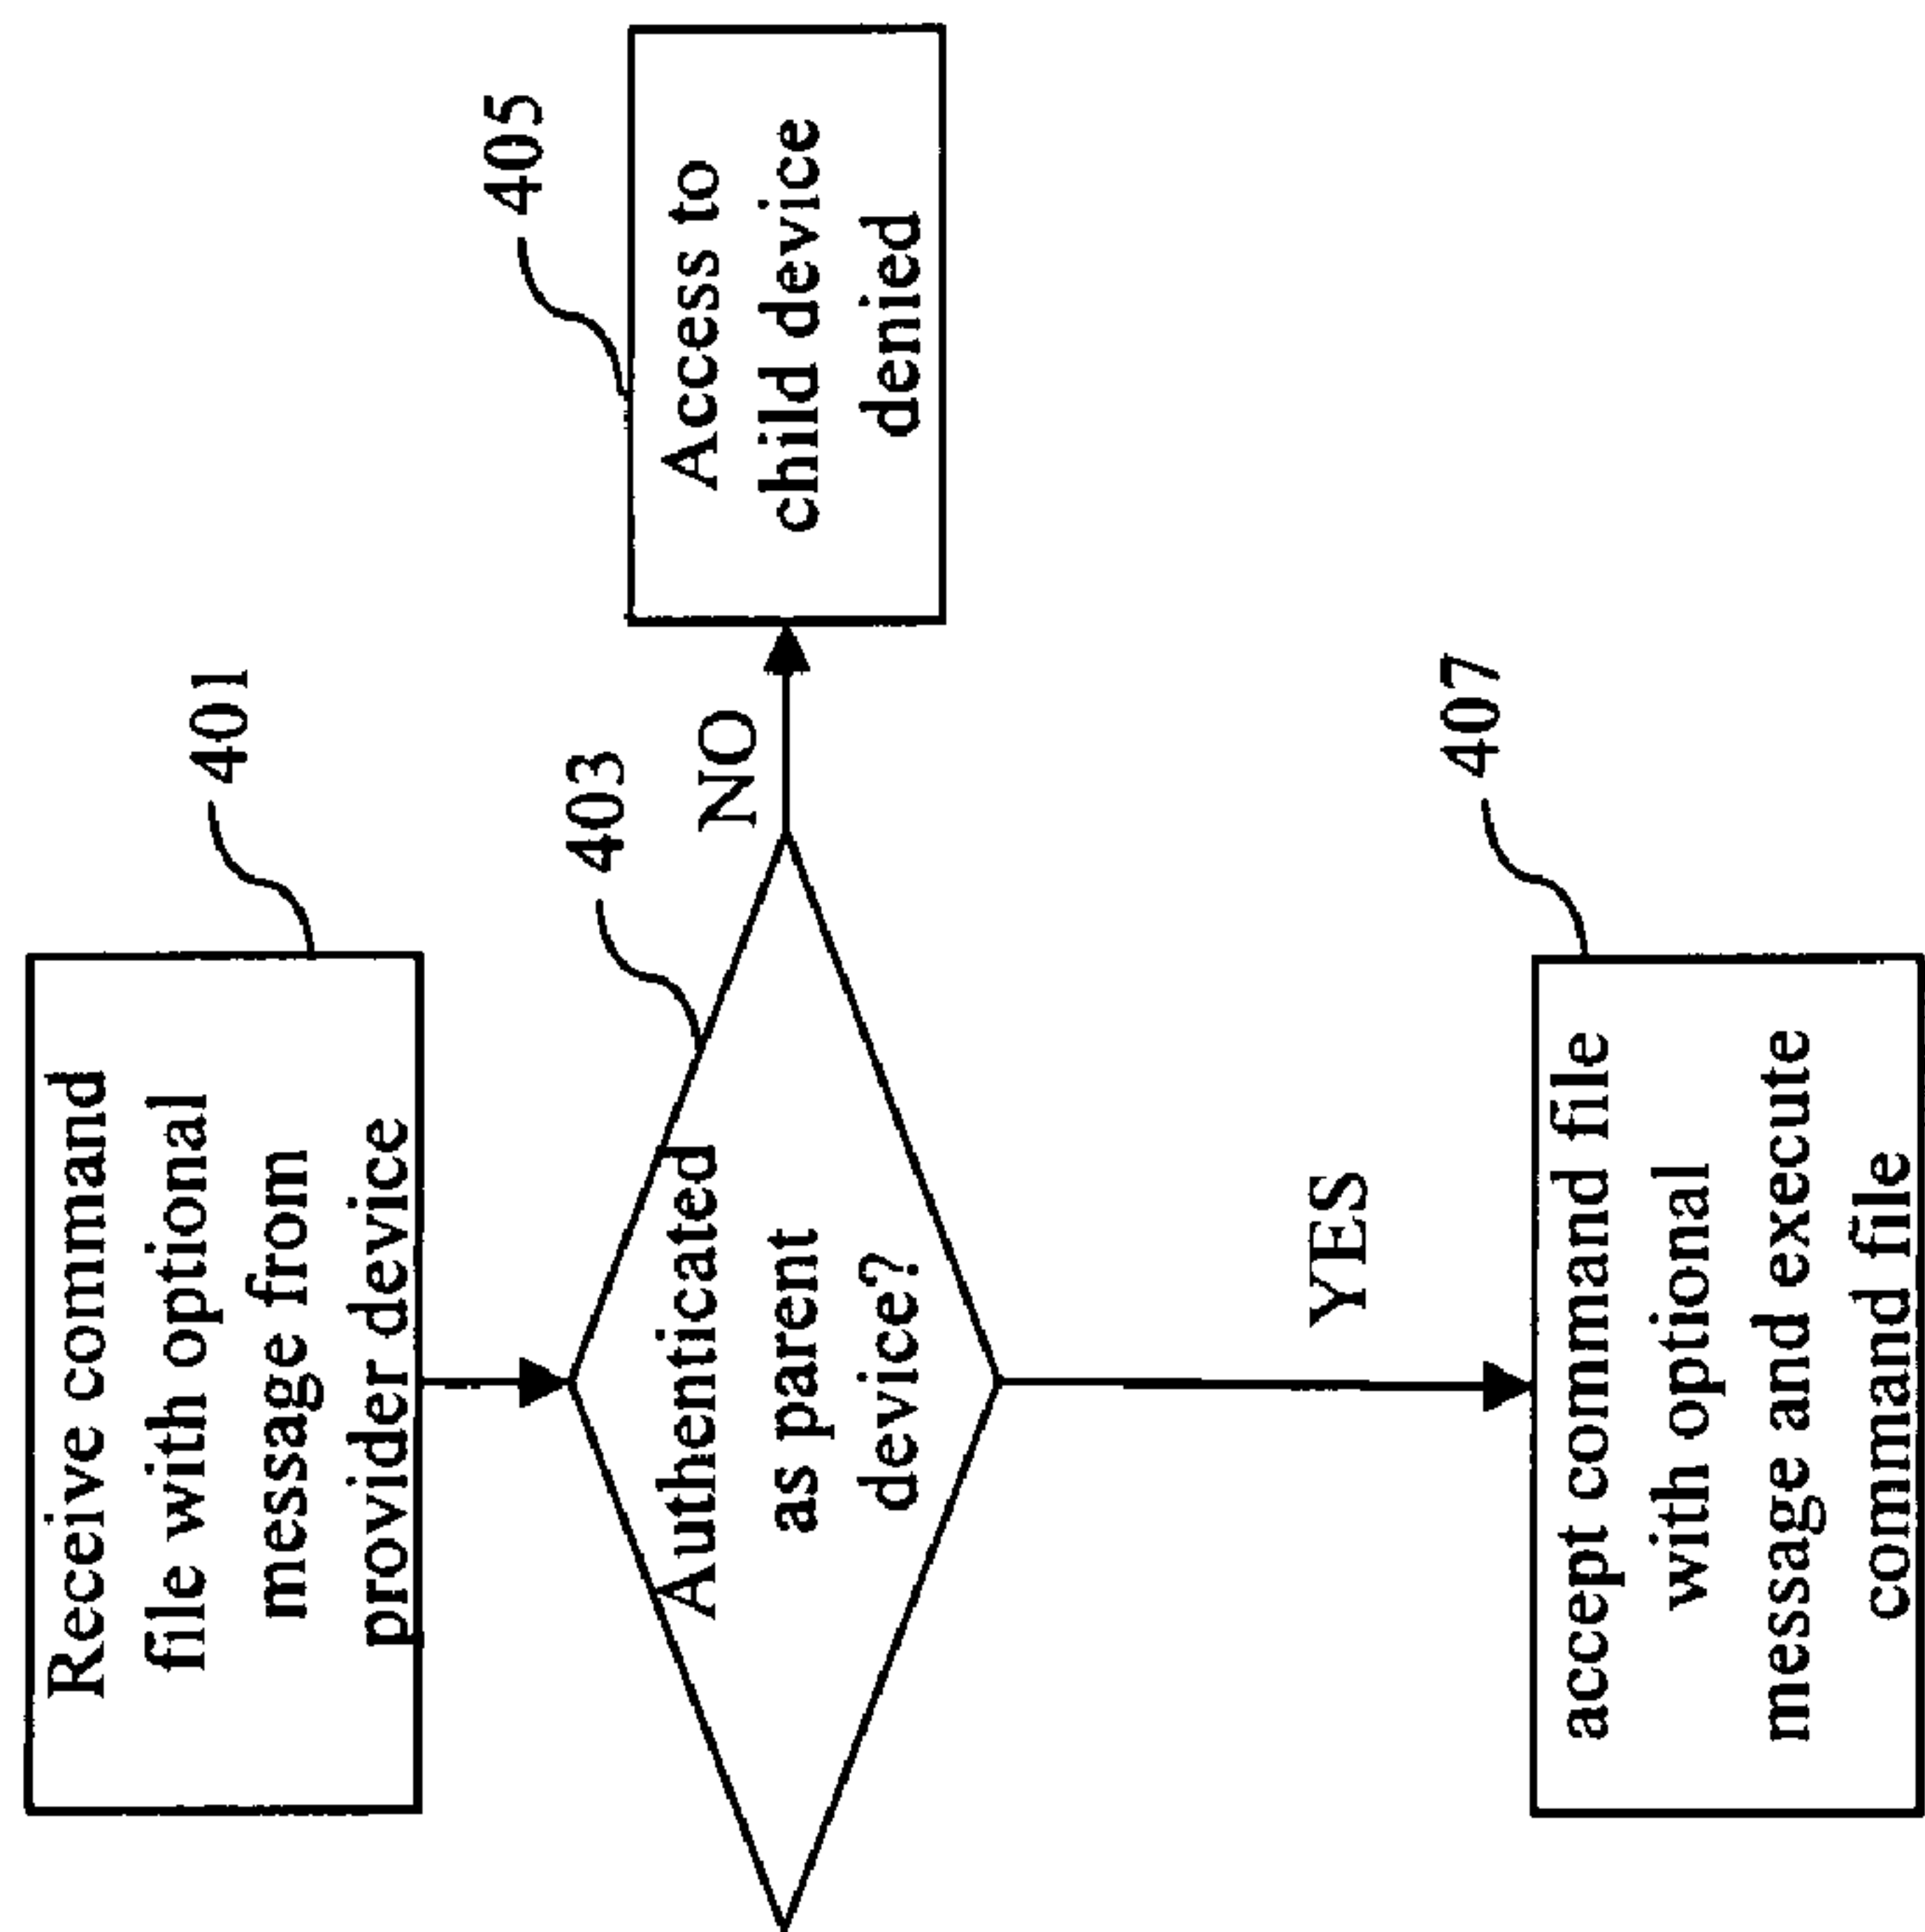 Receive command
file with optional
message from
provider device
401
Authenticated
as parent
device?
403
NO
Access to
child device
denied
405
YES
accept command file
with optional
message and execute
command file
407